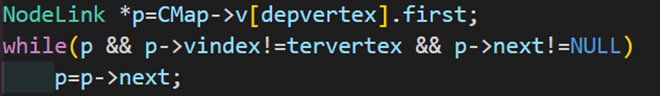 NodeLink *p=CMap->v[depvertex].first;
while(p && p->vindex!=tervertex && p->next!=NULL)
    p=p->next;